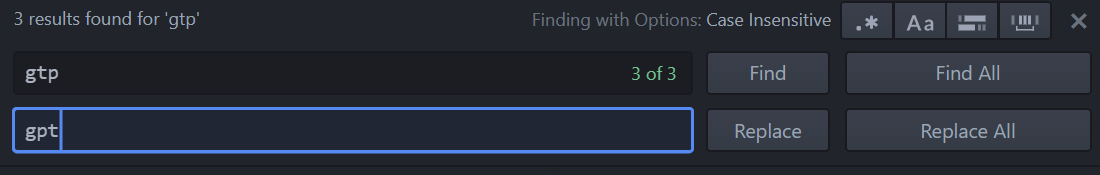 3 results found for 'gtp'
Finding with Options: Case Insensitive
.* Aa
gtp 3 of 3 Find Find All
gpt Replace Replace All